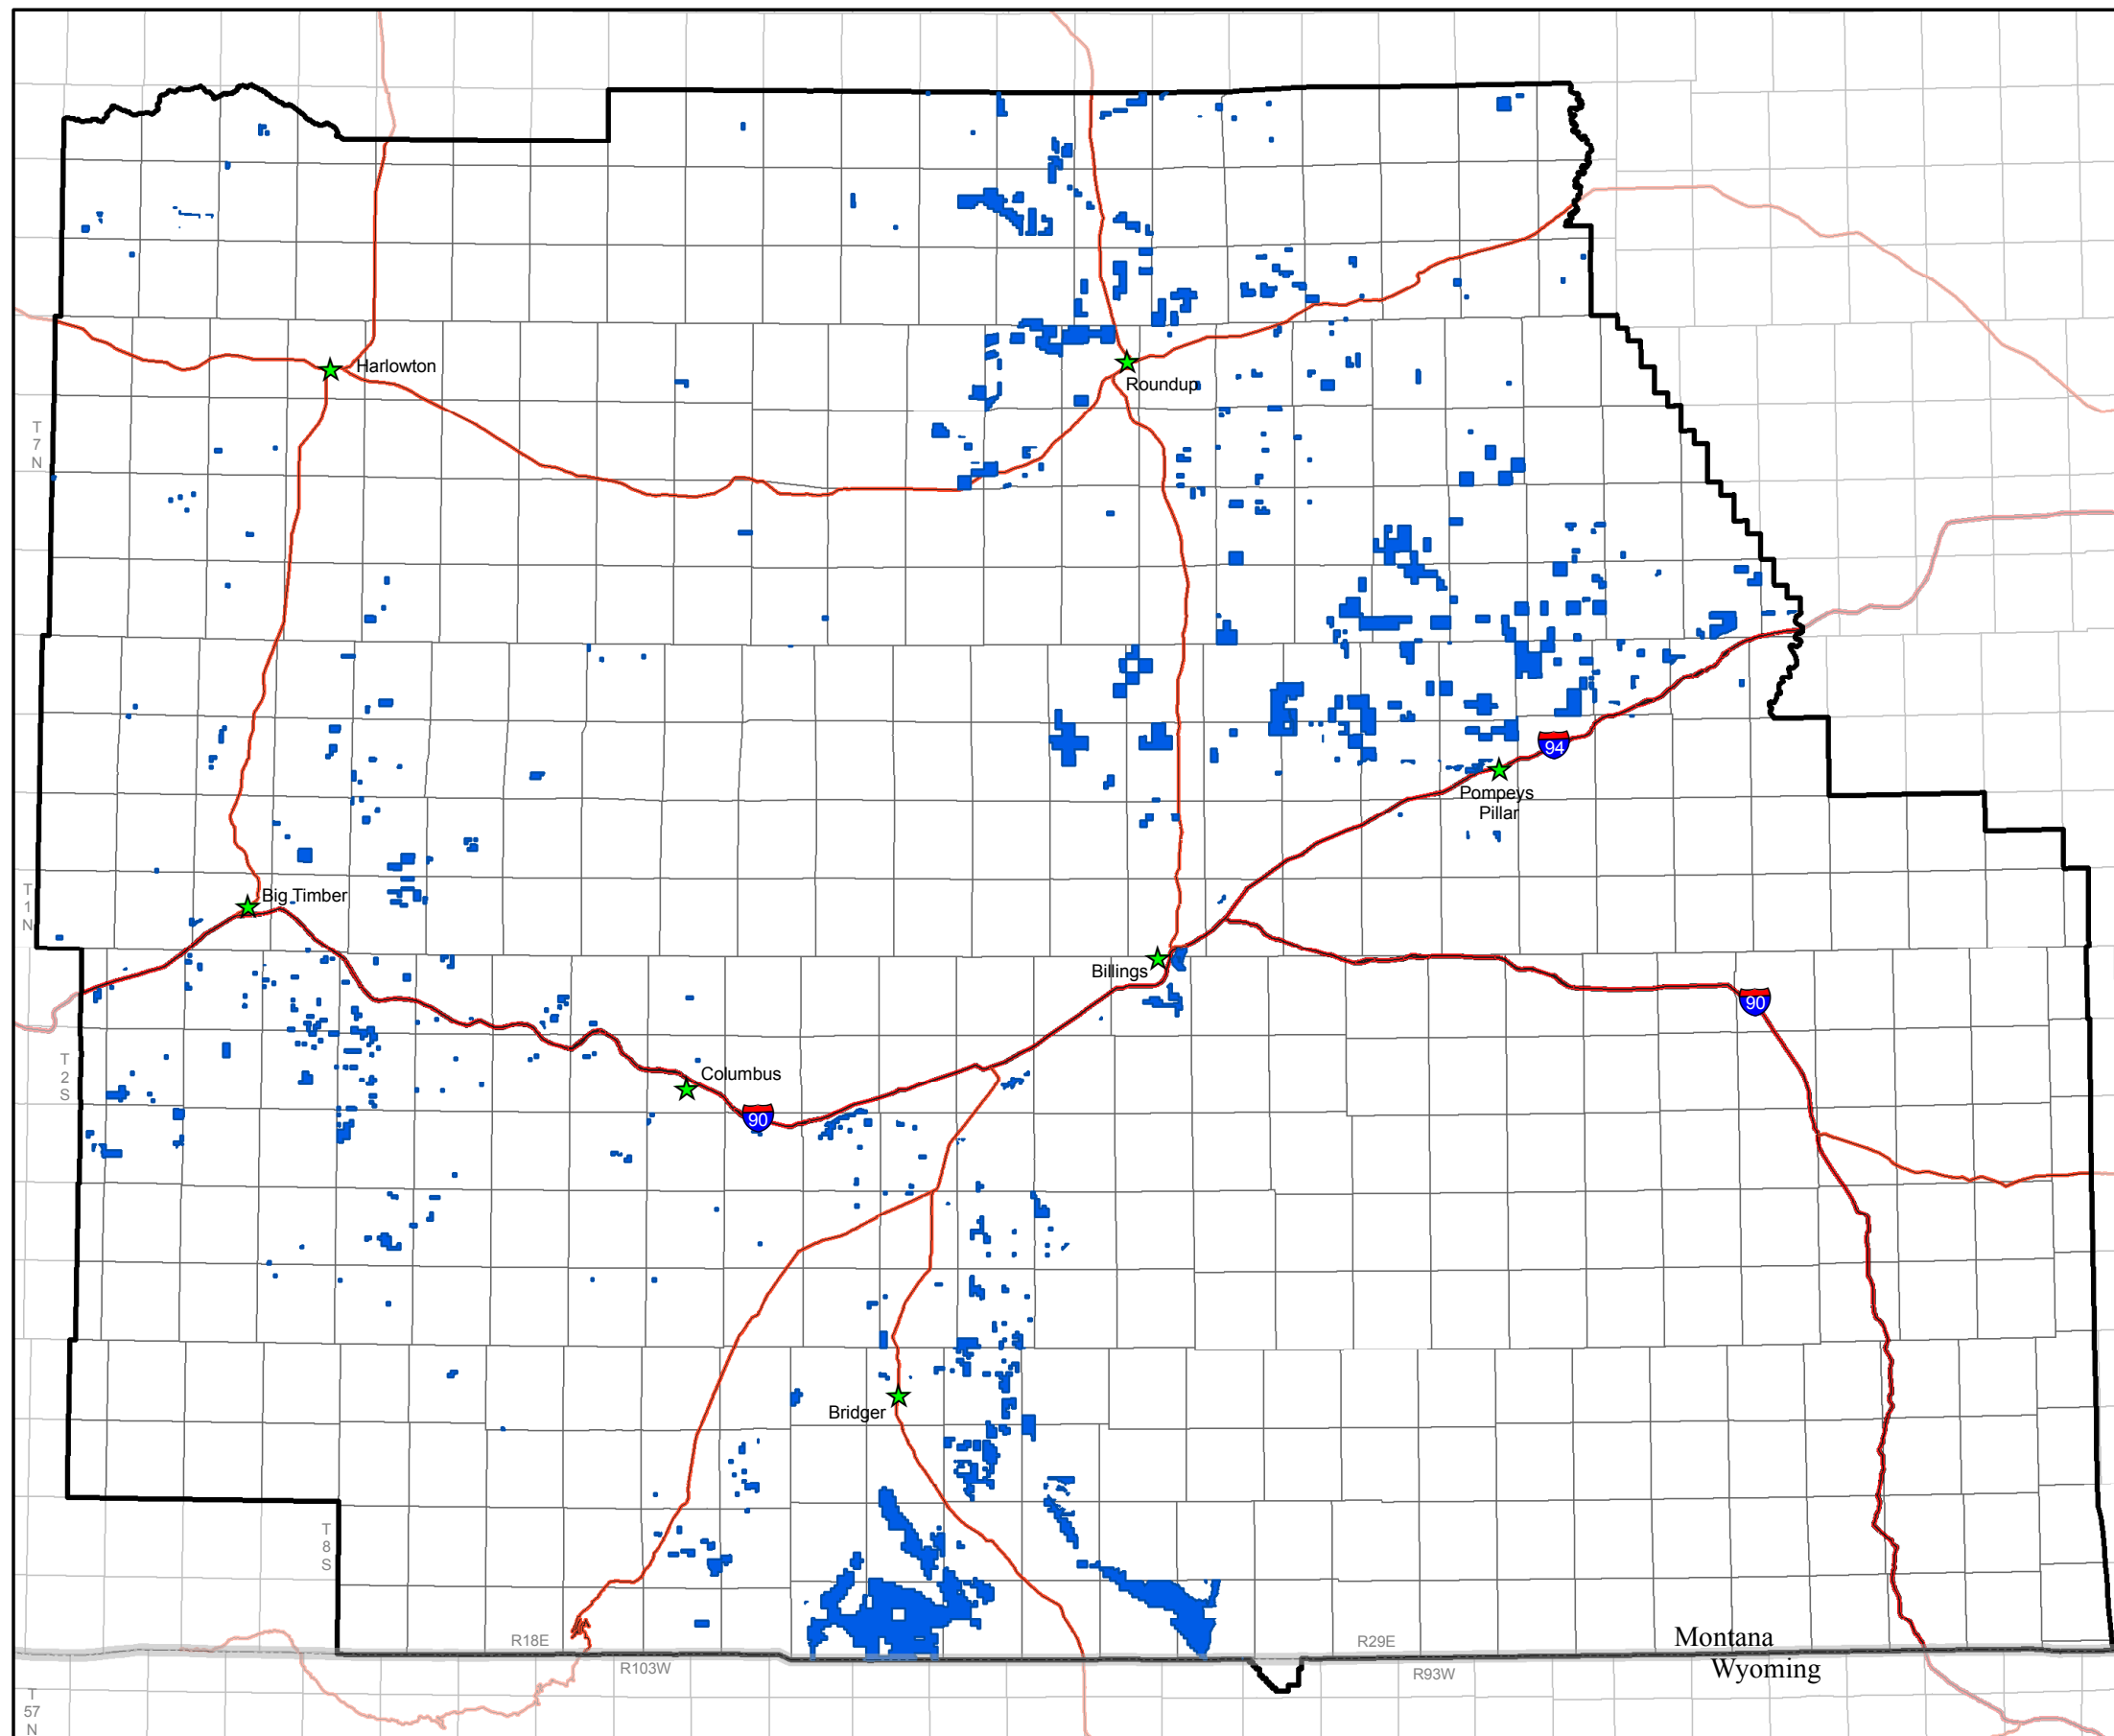 Harlowton
Roundup
T
7
N
94
Pompeys
Pillar
T
1
N
Big Timber
Billings
90
T
2
S
Columbus
90
Bridger
T
8
S
R18E
R29E
Montana
R103W
R93W
Wyoming
T
57
N